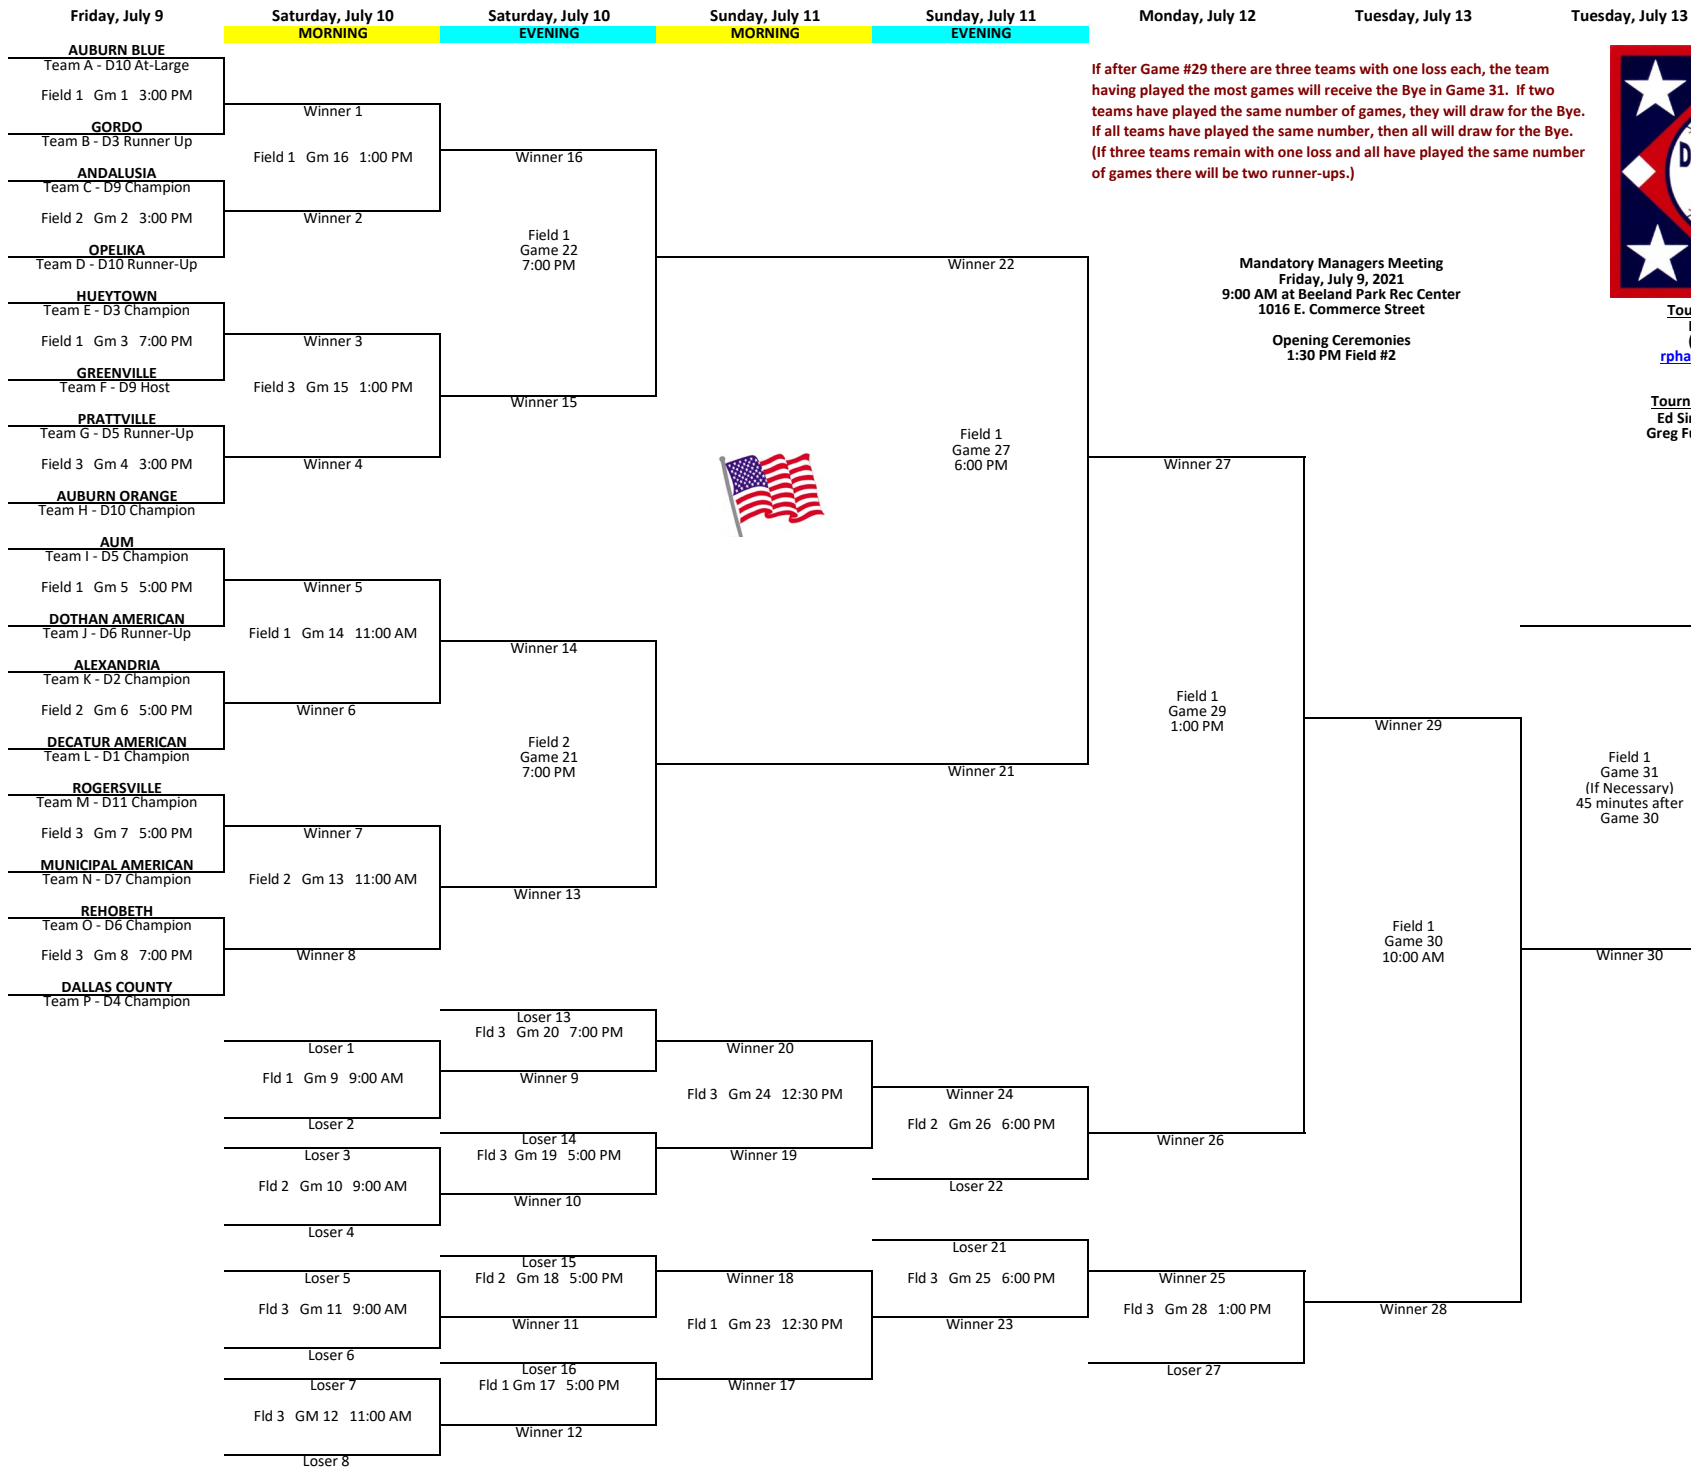 Friday, July 9
Saturday, July 10
Saturday, July 10
Sunday, July 11
Sunday, July 11
Monday, July 12
Tuesday, July 13
Tuesday, July 13
MORNING
EVENING
MORNING
EVENING
AUBURN BLUE
Team A - D10 At-Large
Field 1 Gm 1 3:00 PM
GORDO
Team B - D3 Runner Up
ANDALUSIA
Team C - D9 Champion
Field 2 Gm 2 3:00 PM
OPELIKA
Team D - D10 Runner-Up
HUEYTOWN
Team E - D3 Champion
Field 1 Gm 3 7:00 PM
GREENVILLE
Team F - D9 Host
PRATTVILLE
Team G - D5 Runner-Up
Field 3 Gm 4 3:00 PM
AUBURN ORANGE
Team H - D10 Champion
AUM
Team I - D5 Champion
Field 1 Gm 5 5:00 PM
DOTHAN AMERICAN
Team J - D6 Runner-Up
ALEXANDRIA
Team K - D2 Champion
Field 2 Gm 6 5:00 PM
DECATUR AMERICAN
Team L - D1 Champion
ROGERSVILLE
Team M - D11 Champion
Field 3 Gm 7 5:00 PM
MUNICIPAL AMERICAN
Team N - D7 Champion
REHOBETH
Team O - D6 Champion
Field 3 Gm 8 7:00 PM
DALLAS COUNTY
Team P - D4 Champion
Winner 1
Field 1 Gm 16 1:00 PM
Winner 2
Winner 3
Field 3 Gm 15 1:00 PM
Winner 4
Winner 5
Field 1 Gm 14 11:00 AM
Winner 6
Winner 7
Field 2 Gm 13 11:00 AM
Winner 8
Loser 1
Fld 1 Gm 9 9:00 AM
Loser 2
Loser 3
Fld 2 Gm 10 9:00 AM
Loser 4
Loser 5
Fld 3 Gm 11 9:00 AM
Loser 6
Loser 7
Fld 3 GM 12 11:00 AM
Loser 8
Winner 16
Field 1
Game 22
7:00 PM
Winner 15
Winner 14
Field 2
Game 21
7:00 PM
Winner 13
Loser 13
Fld 3 Gm 20 7:00 PM
Winner 9
Loser 14
Fld 3 Gm 19 5:00 PM
Winner 10
Loser 15
Fld 2 Gm 18 5:00 PM
Winner 11
Loser 16
Fld 1 Gm 17 5:00 PM
Winner 12
Winner 20
Fld 3 Gm 24 12:30 PM
Winner 19
Winner 18
Fld 1 Gm 23 12:30 PM
Winner 17
Winner 22
Field 1
Game 27
6:00 PM
Winner 21
Winner 24
Fld 2 Gm 26 6:00 PM
Loser 22
Loser 21
Fld 3 Gm 25 6:00 PM
Winner 23
If after Game #29 there are three teams with one loss each, the team
having played the most games will receive the Bye in Game 31. If two
teams have played the same number of games, they will draw for the Bye.
If all teams have played the same number, then all will draw for the Bye.
(If three teams remain with one loss and all have played the same number
of games there will be two runner-ups.)
Mandatory Managers Meeting
Friday, July 9, 2021
9:00 AM at Beeland Park Rec Center
1016 E. Commerce Street
Opening Ceremonies
1:30 PM Field #2
Winner 27
Field 1
Game 29
1:00 PM
Winner 26
Winner 25
Fld 3 Gm 28 1:00 PM
Loser 27
Winner 29
Field 1
Game 30
10:00 AM
Winner 28
D
Tou
(
rpha
Tourn
Ed Si
Greg F
Field 1
Game 31
(If Necessary)
45 minutes after
Game 30
Winner 30